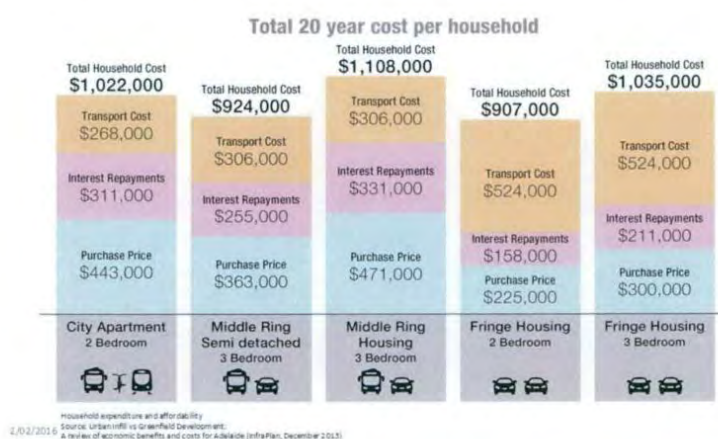 Total 20 year cost per household
Total Household Cost
$1,022,000
Transport Cost
$268,000
Interest Repayments
$311,000
Purchase Price
$443,000
City Apartment
2 Bedroom
Total Household Cost
$924,000
Transport Cost
$306,000
Interest Repayments
$255,000
Purchase Price
$363,000
Middle Ring
Semi detached
3 Bedroom
Total Household Cost
$1,108,000
Transport Cost
$306,000
Interest Repayments
$331,000
Purchase Price
$471,000
Middle Ring
Housing
3 Bedroom
Total Household Cost
$907,000
Transport Cost
$524,000
Interest Repayments
$158,000
Purchase Price
$225,000
Fringe Housing
2 Bedroom
Total Household Cost
$1,035,000
Transport Cost
$524,000
Interest Repayments
$211,000
Purchase Price
$300,000
Fringe Housing
3 Bedroom
Household expenditure and affordability
2/02/2016 Source: Urban Infill vs Greenfield Development:
A review of economic benefits and costs for Adelaide (InfraPlan, December 2013)